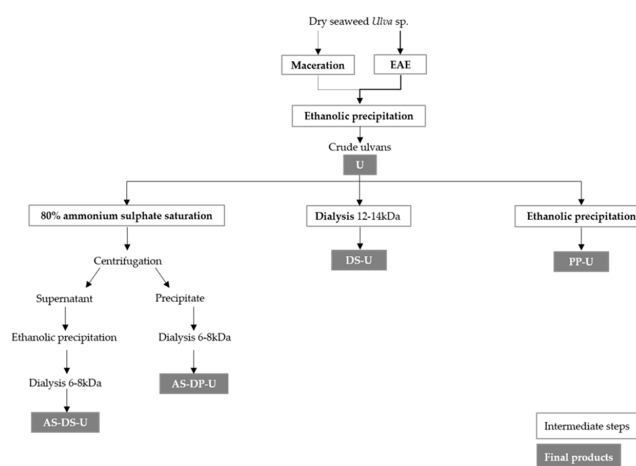 Dry seaweed Ulva sp.
Maceration
EAE
Ethanolic precipitation
Crude ulvans
U
80% ammonium sulphate saturation
Dialysis 12-14kDa
Ethanolic precipitation
Centrifugation
DS-U
PP-U
Supernatant
Precipitate
Ethanolic precipitation
Dialysis 6-8kDa
Dialysis 6-8kDa
AS-DP-U
AS-DS-U
Intermediate steps
Final products